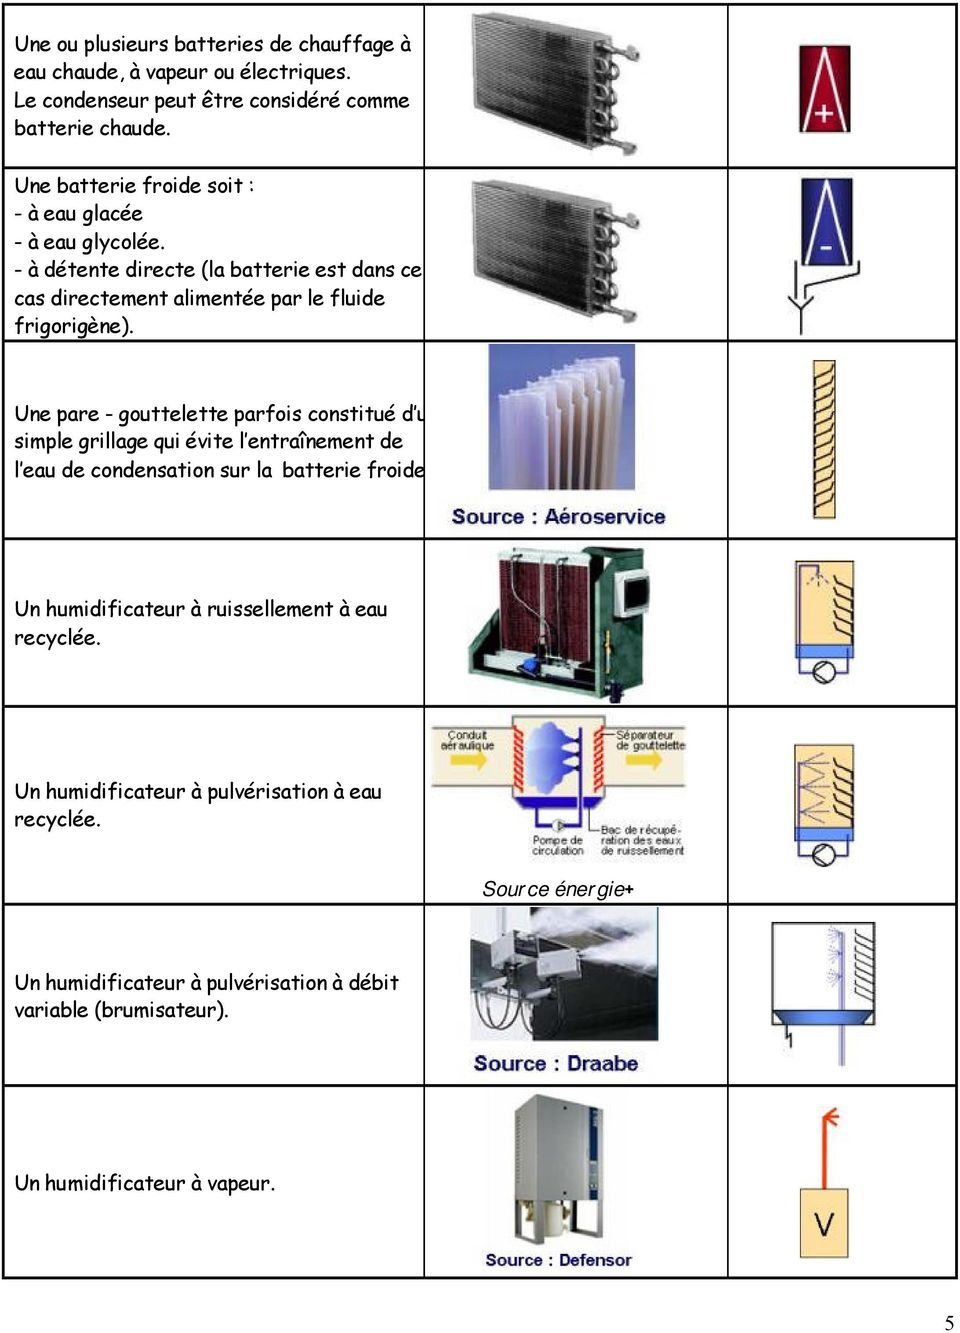 Une ou plusieurs batteries de chauffage à
eau chaude, à vapeur ou électriques.
Le condenseur peut être considéré comme
batterie chaude.
+
Une batterie froide soit :
- à eau glacée
- à eau glycolée.
- à détente directe (la batterie est dans ce
cas directement alimentée par le fluide
frigorigène).
-
Une pare - gouttelette parfois constitué d'u
simple grillage qui évite l'entraînement de
l'eau de condensation sur la batterie froide
Source : Aéroservice
Un humidificateur à ruissellement à eau
recyclée.
Un humidificateur à pulvérisation à eau
recyclée.
Conduit
aéraulique
Séparateur
de gouttelette
Pompe de
circulation
Bac de récupé-
ration des eaux
de ruissellement
Source énergie+
Un humidificateur à pulvérisation à débit
variable (brumisateur).
Source : Draabe
Un humidificateur à vapeur.
Source : Defensor
V
5